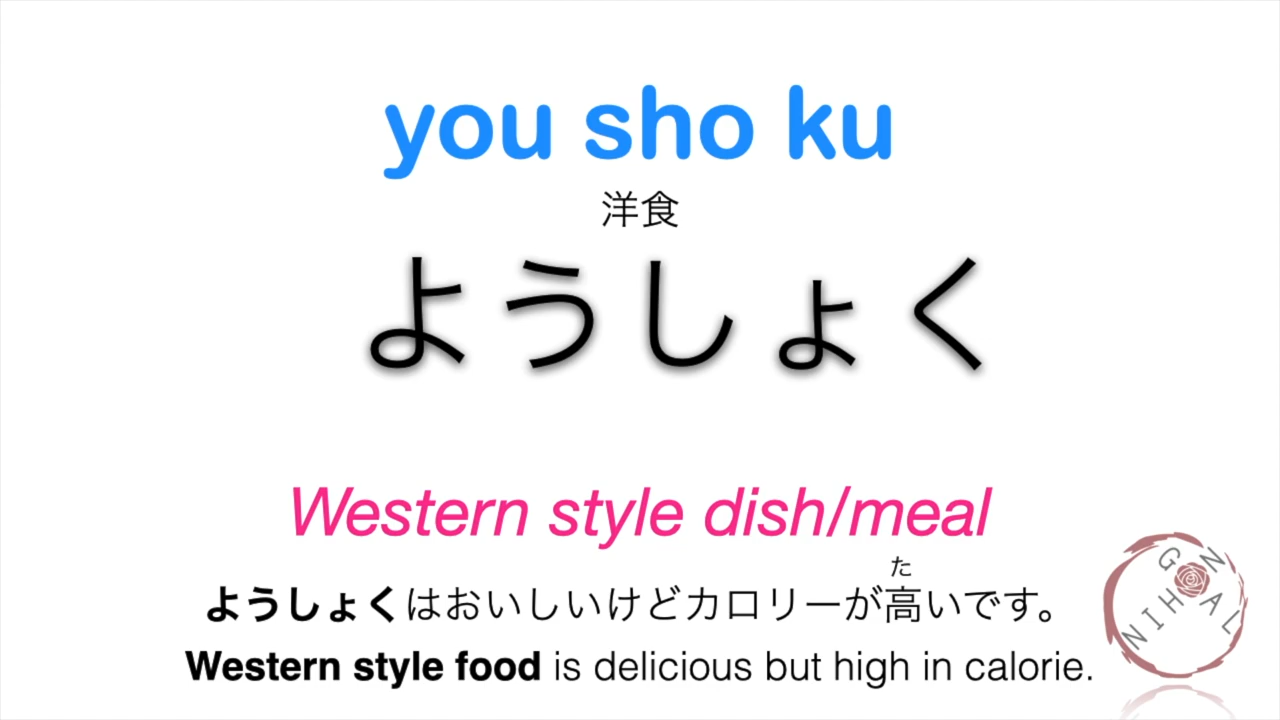 you sho ku
洋食
ようしょく
Western style dish/meal
た
ようしょくはおいしいけどカロリーが高いです。
Western style food is delicious but high in calorie.
NIHON GAL